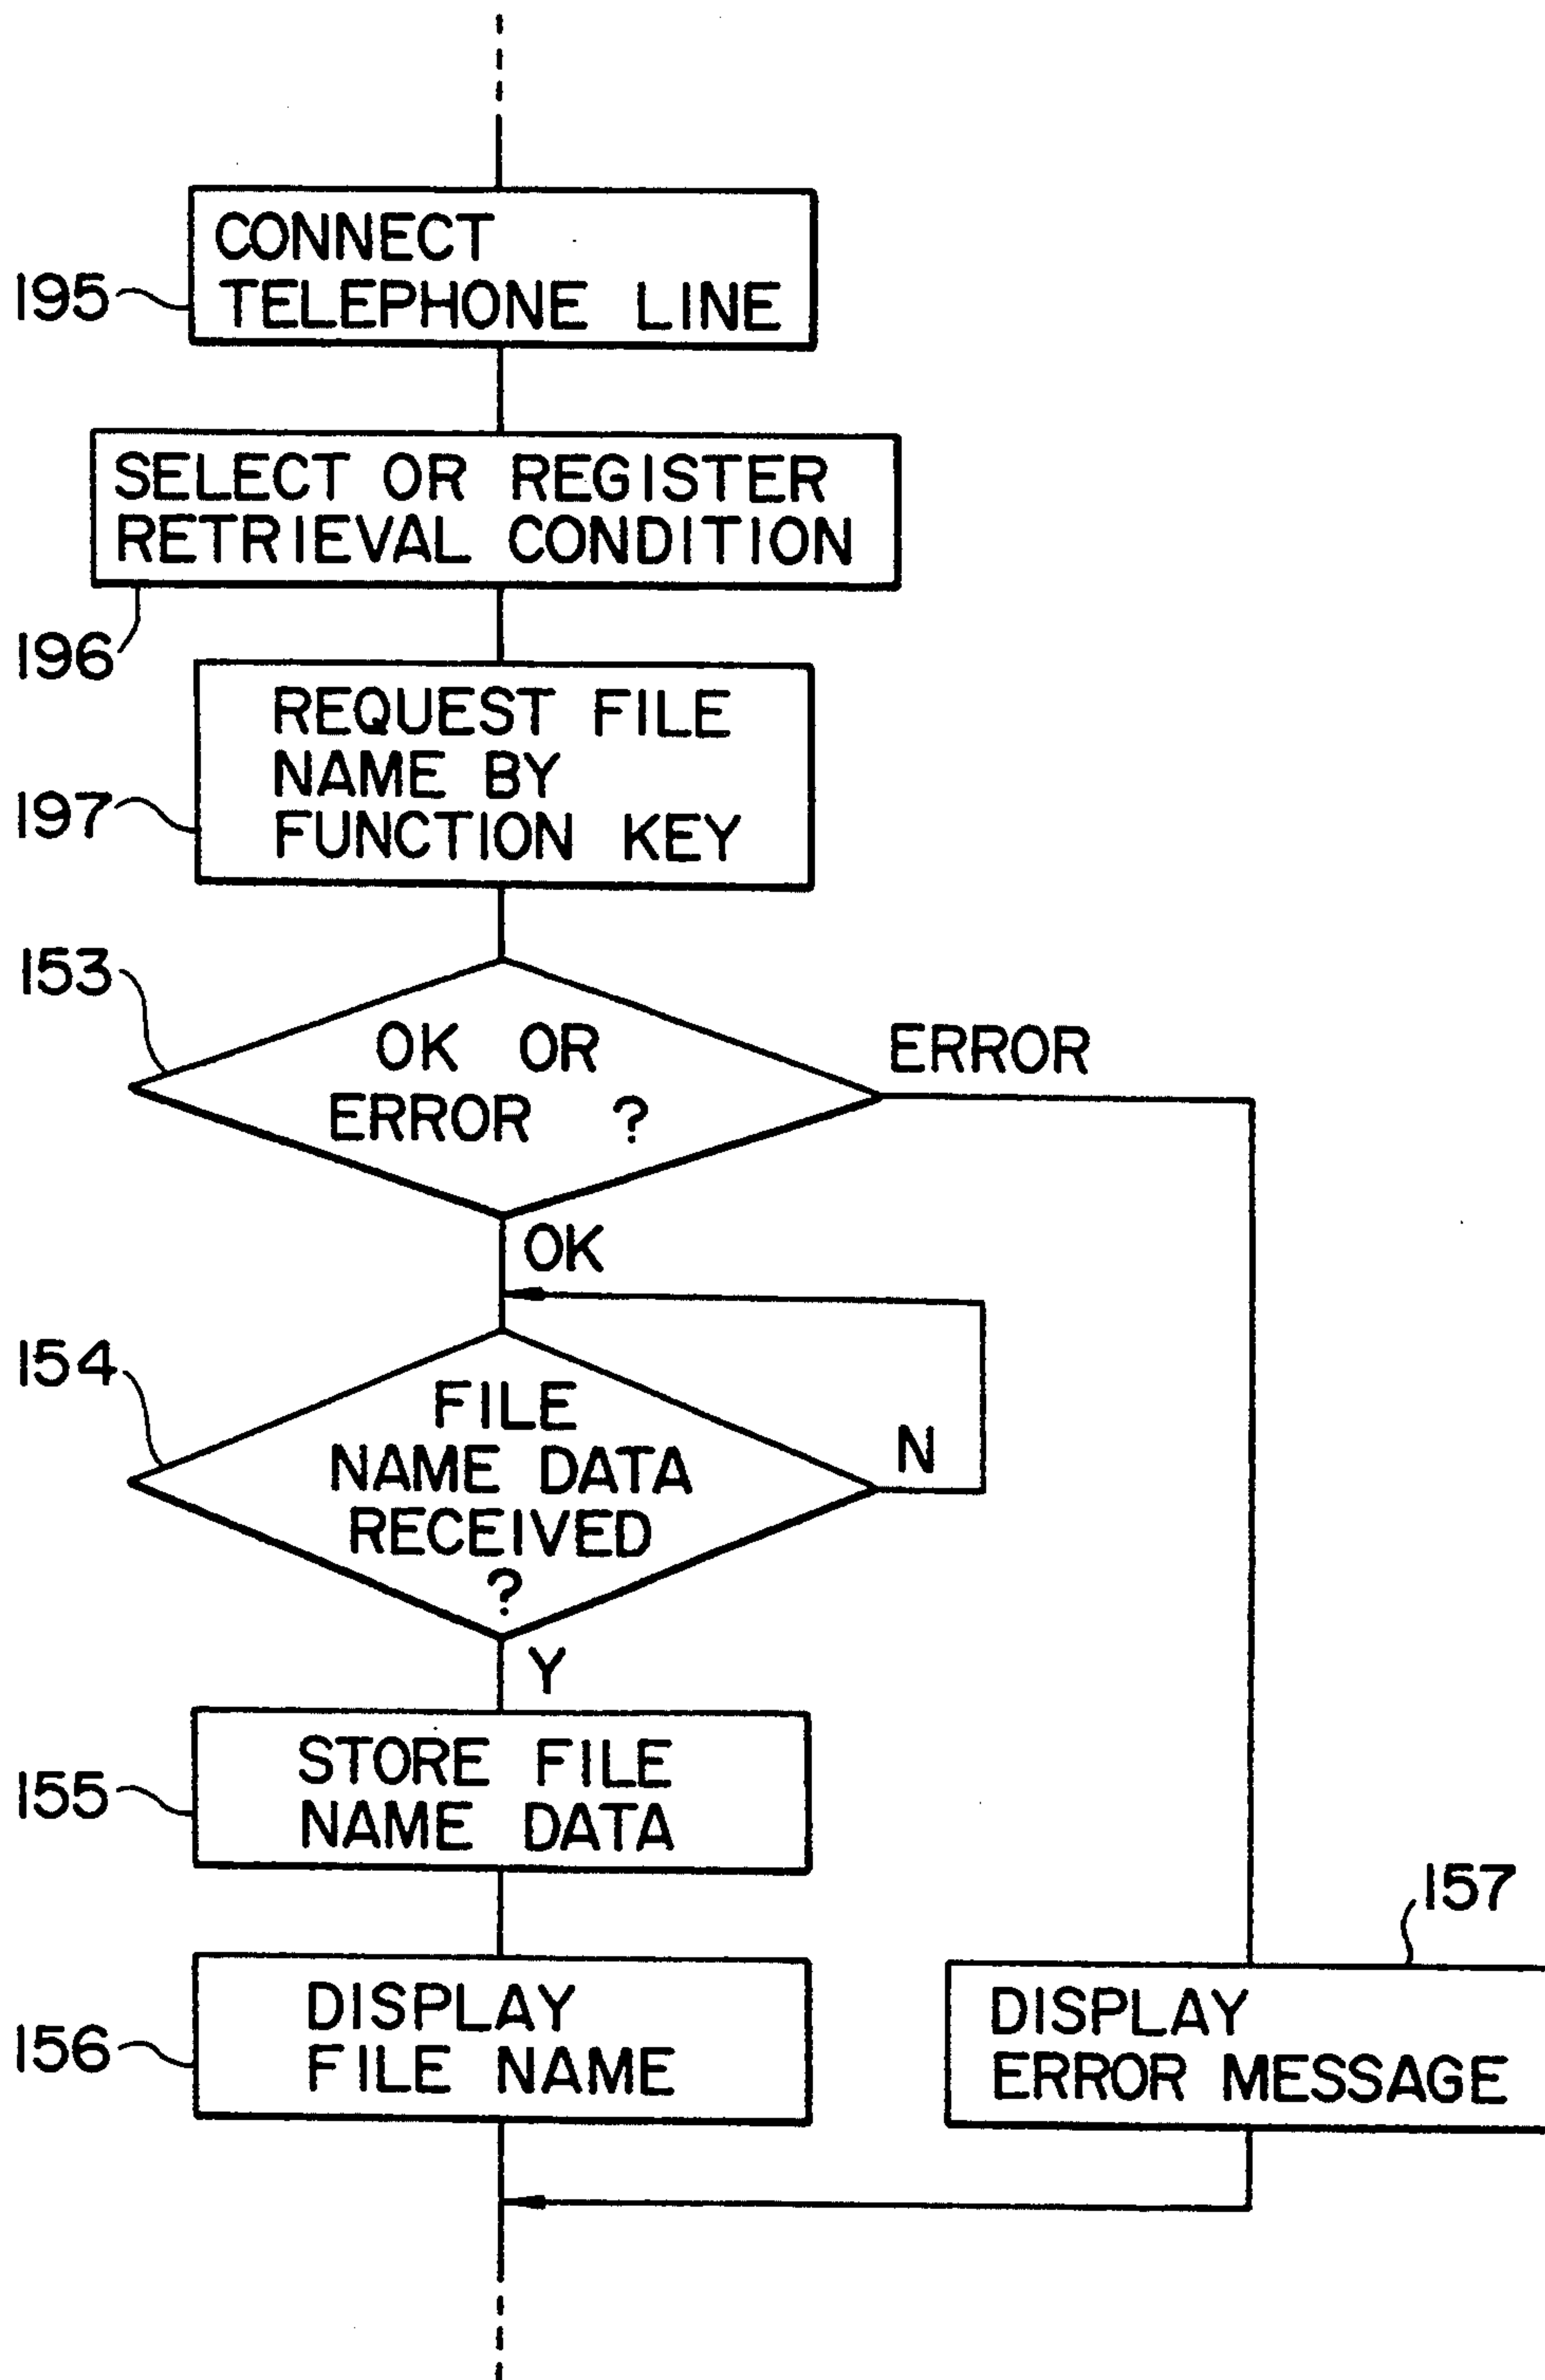 CONNECT
TELEPHONE LINE
195
SELECT OR REGISTER
RETRIEVAL CONDITION
196
REQUEST FILE
NAME BY
FUNCTION KEY
197
153
OK OR
ERROR ?
ERROR
OK
154
FILE
NAME DATA
RECEIVED
?
N
Y
STORE FILE
NAME DATA
155
157
DISPLAY
FILE NAME
156
DISPLAY
ERROR MESSAGE